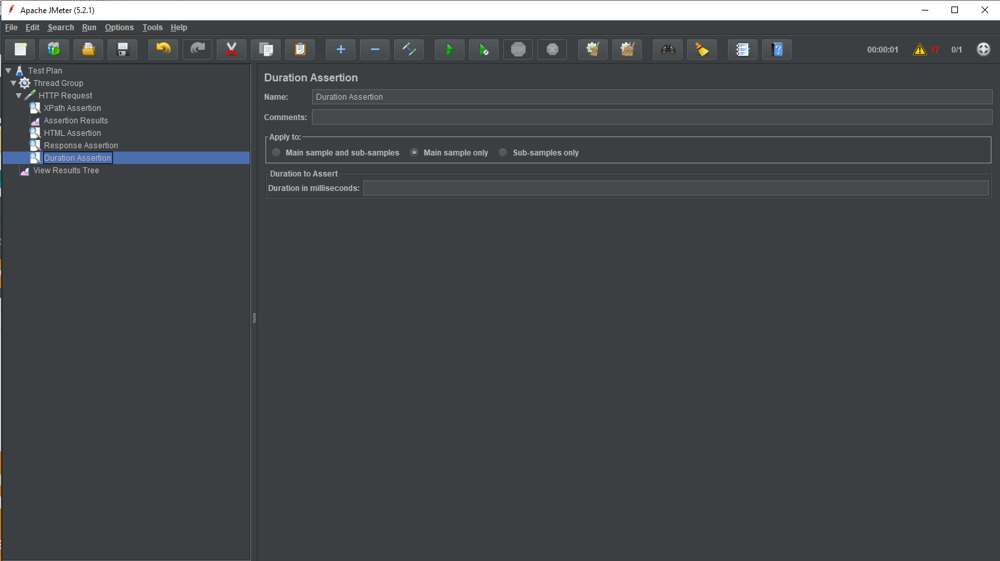 Apache JMeter (5.2.1)
File Edit Search Run Options Tools Help
STOP
00:00:01 17 0/1
Test Plan
Thread Group
HTTP Request
XPath Assertion
Assertion Results
HTML Assertion
Response Assertion
Duration Assertion
View Results Tree
Duration Assertion
Name: Duration Assertion
Comments:
Apply to:
Main sample and sub-samples Main sample only Sub-samples only
Duration to Assert
Duration in milliseconds: